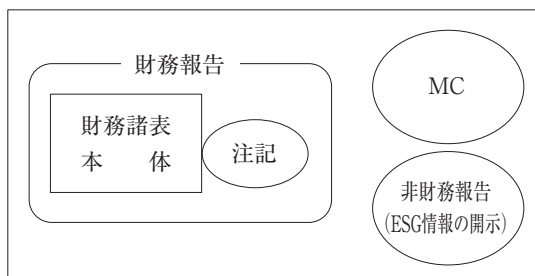 財務報告
財務諸表
本　体
注記
MC
非財務報告
(ESG情報の開示)